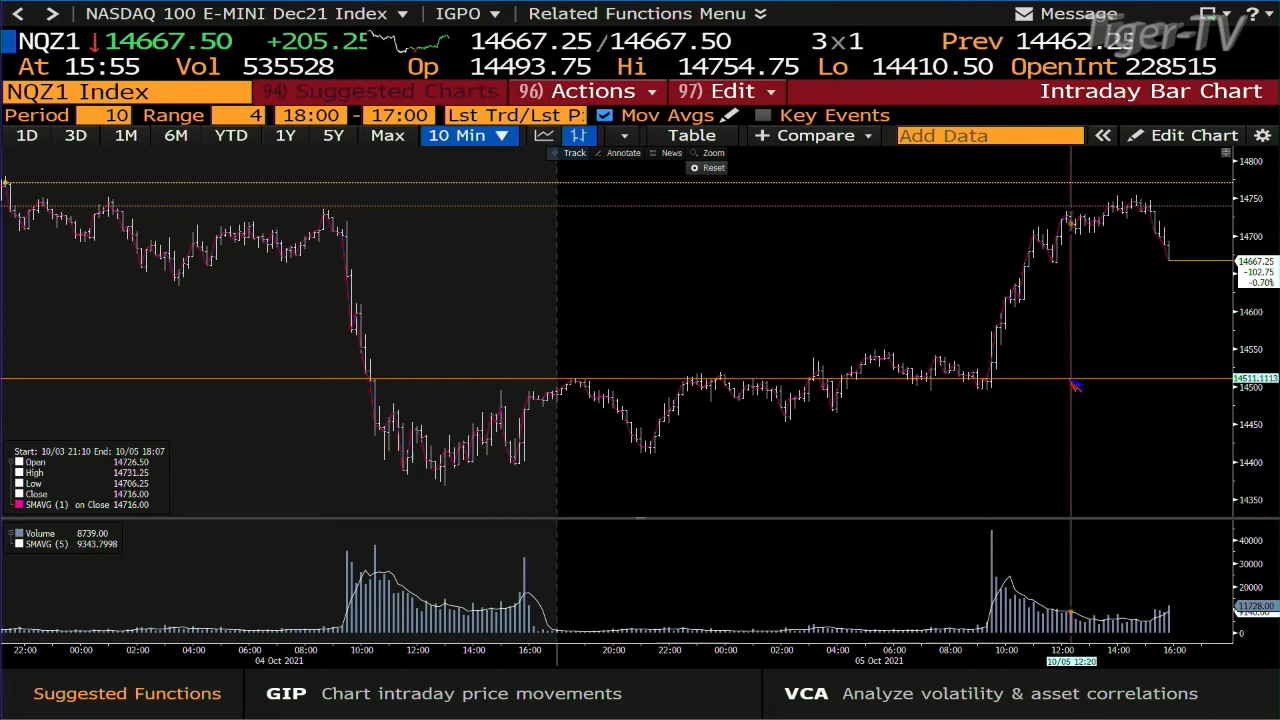 < > NASDAQ 100 E-MINI Dec21 Index IGPO Related Functions Menu Message ?
Tiger-TV
NQZ1 14667.50 +205.25 14667.25/14667.50 3×1 Prev 14462.25
At 15:55 Vol 535528 Op 14493.75 Hi 14754.75 Lo 14410.50 OpenInt 228515
NQZ1 Index 94) Suggested Charts 96) Actions 97) Edit Intraday Bar Chart
Period 10 Range 4 18:00 - 17:00 Lst Trd/Lst P: Mov Avgs Key Events
1D 3D 1M 6M YTD 1Y 5Y Max 10 Min Table + Compare Add Data Edit Chart
Track Annotate News Zoom
Reset
14800
14750
14700
14667.25
-102.75
-0.70%
14600
14550
14511.1113
14500
14450
14400
14350
Start: 10/03 21:10 End: 10/05 18:07
Open 14726.50
High 14731.25
Low 14706.25
Close 14716.00
SMAVG (1) on Close 14716.00
Volume 8739.00
SMAVG (5) 9343.7998
40000
30000
20000
11728.00
0
22:00 00:00 02:00 04:00 06:00 08:00 10:00 12:00 14:00 16:00 20:00 22:00 00:00 02:00 04:00 06:00 08:00 10:00 12:00 14:00 16:00
04 Oct 2021 05 Oct 2021 10/05 12:20
Suggested Functions GIP Chart intraday price movements VCA Analyze volatility & asset correlations